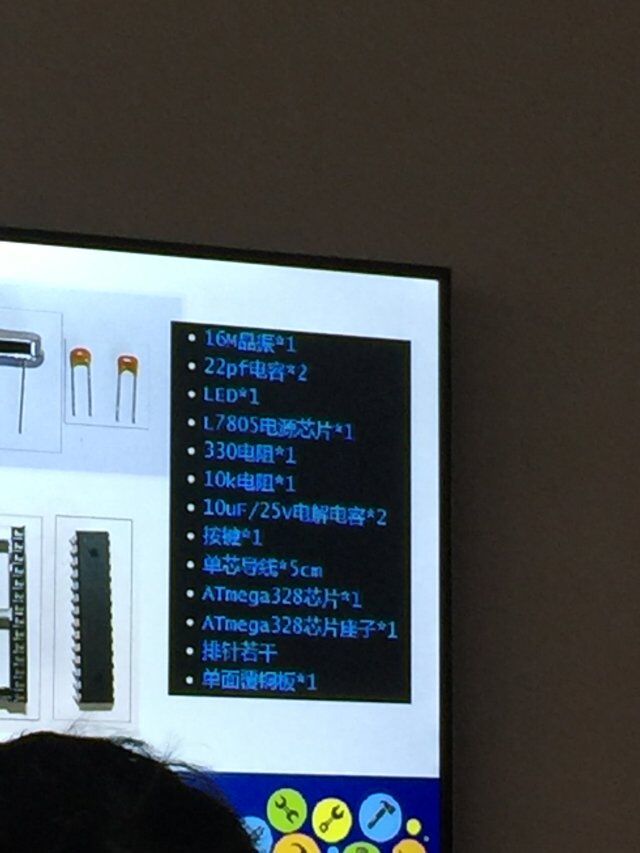 16M晶振*1
22pf电容*2
LED*1
L7805电源芯片*1
330电阻*1
10k电阻*1
10uF/25v电解电容*2
按键*1
单芯导线*5cm
ATmega328芯片*1
ATmega328芯片座子*1
排针若干
单面覆铜板*1